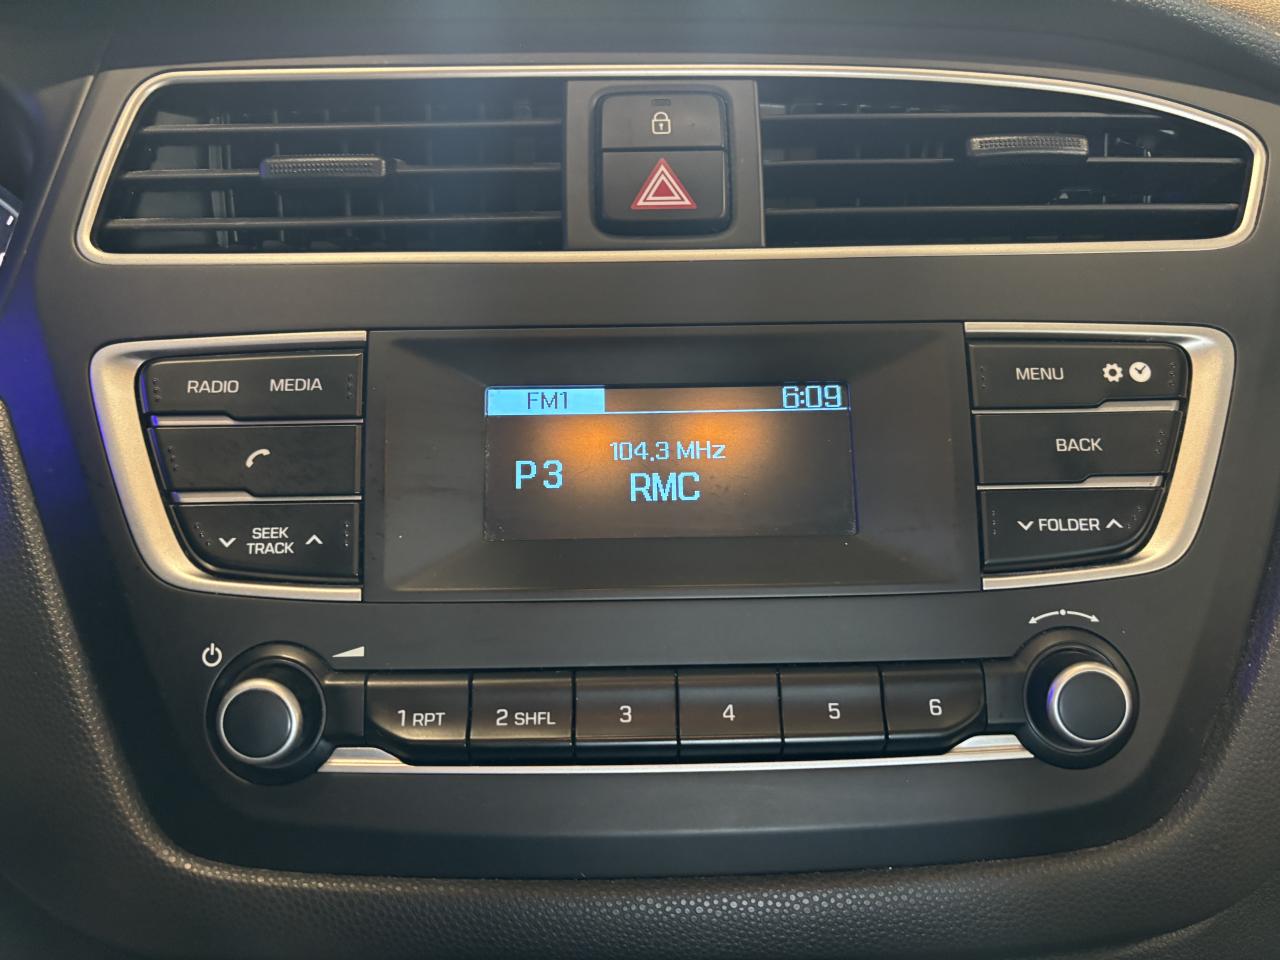 RADIO MEDIA
SEEK
TRACK
FM1 6:09
104.3 MHz
P3
RMC
MENU
BACK
FOLDER
1 RPT 2 SHFL 3 4 5 6